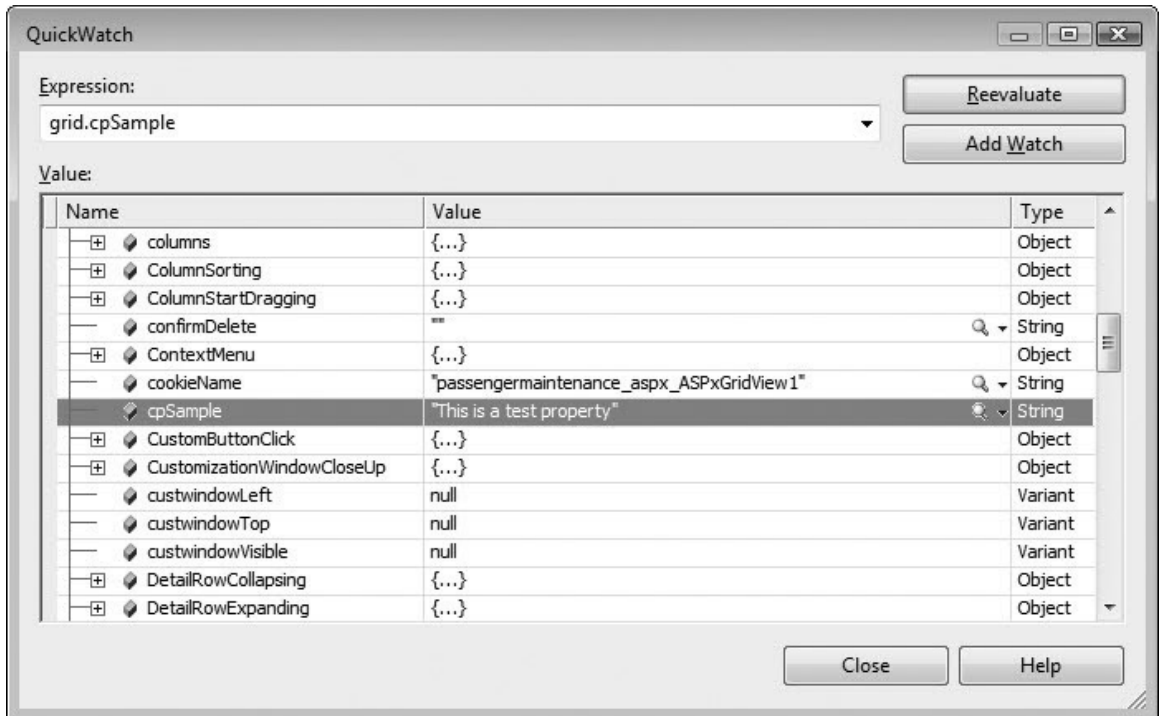 QuickWatch
Expression:
Reevaluate
grid.cpSample
Add Watch
Value:
Name Value Type
columns {...} Object
ColumnSorting {...} Object
ColumnStartDragging {...} Object
confirmDelete "" String
ContextMenu {...} Object
cookieName "passengermaintenance_aspx_ASPxGridView1" String
cpSample "This is a test property" String
CustomButtonClick {...} Object
CustomizationWindowCloseUp {...} Object
custwindowLeft null Variant
custwindowTop null Variant
custwindowVisible null Variant
DetailRowCollapsing {...} Object
DetailRowExpanding {...} Object
Close Help